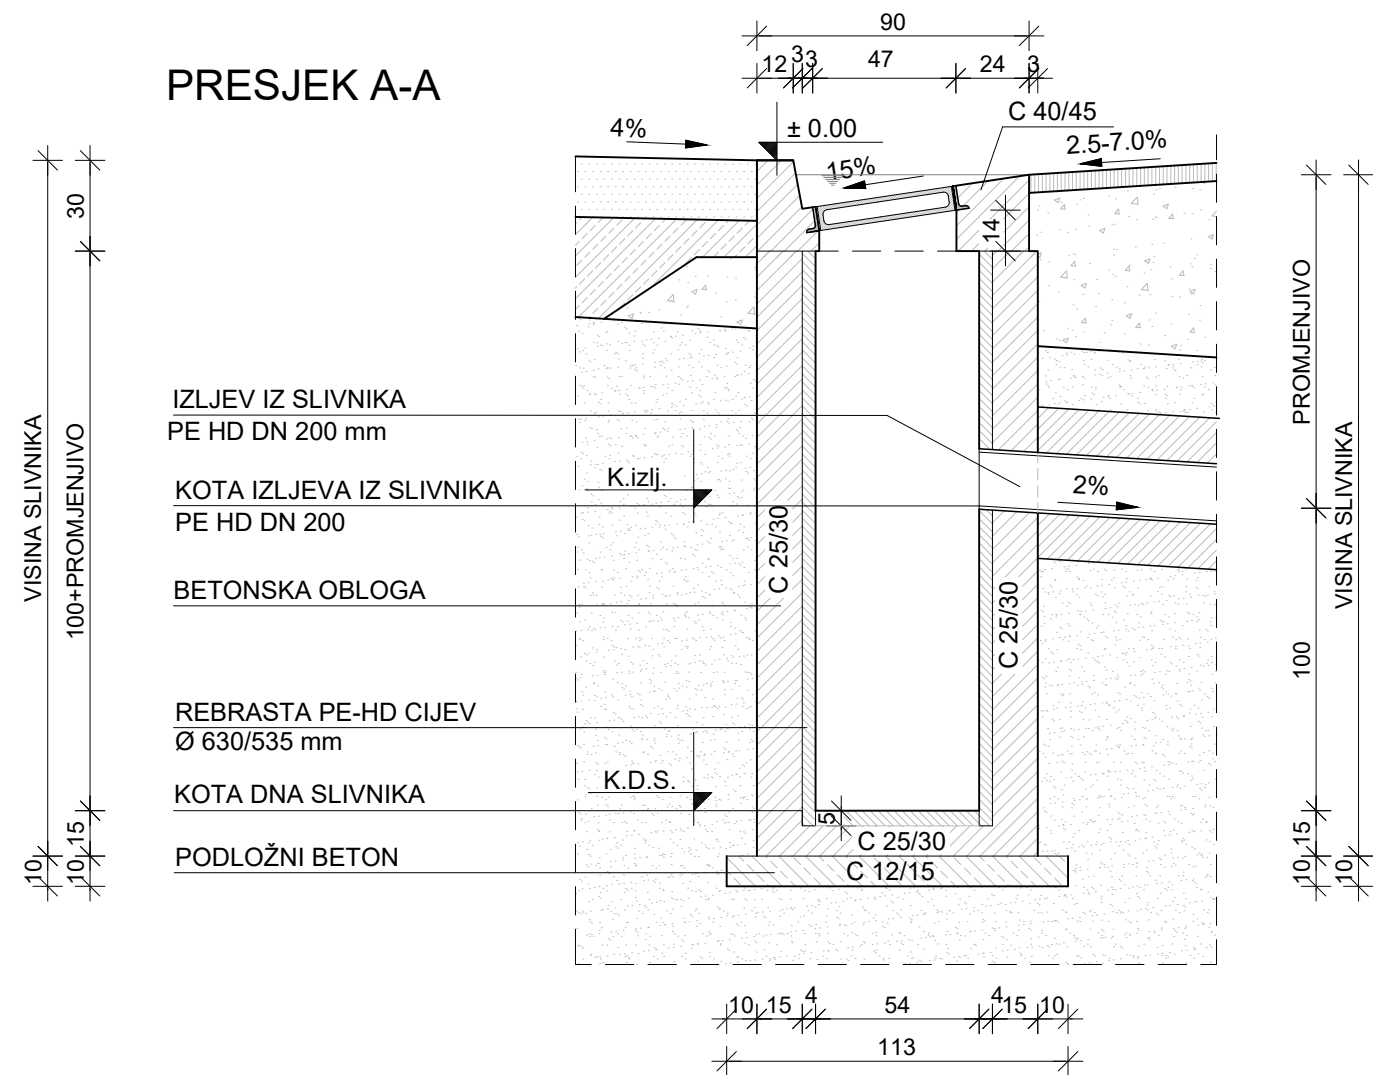 90
12 3 3 47 24 3
PRESJEK A-A
4%
± 0.00
C 40/45
2.5-7.0%
15%
30
14
IZLJEV IZ SLIVNIKA
PE HD DN 200 mm
K.izlj.
KOTA IZLJEVA IZ SLIVNIKA
PE HD DN 200
2%
BETONSKA OBLOGA
C 25/30
C 25/30
REBRASTA PE-HD CIJEV
Ø 630/535 mm
K.D.S.
KOTA DNA SLIVNIKA
5
C 25/30
PODLOŽNI BETON
C 12/15
VISINA SLIVNIKA
100+PROMJENJIVO
15
10
10
PROMJENJIVO
VISINA SLIVNIKA
100
15
10
10
10 15 4 54 4 15 10
113